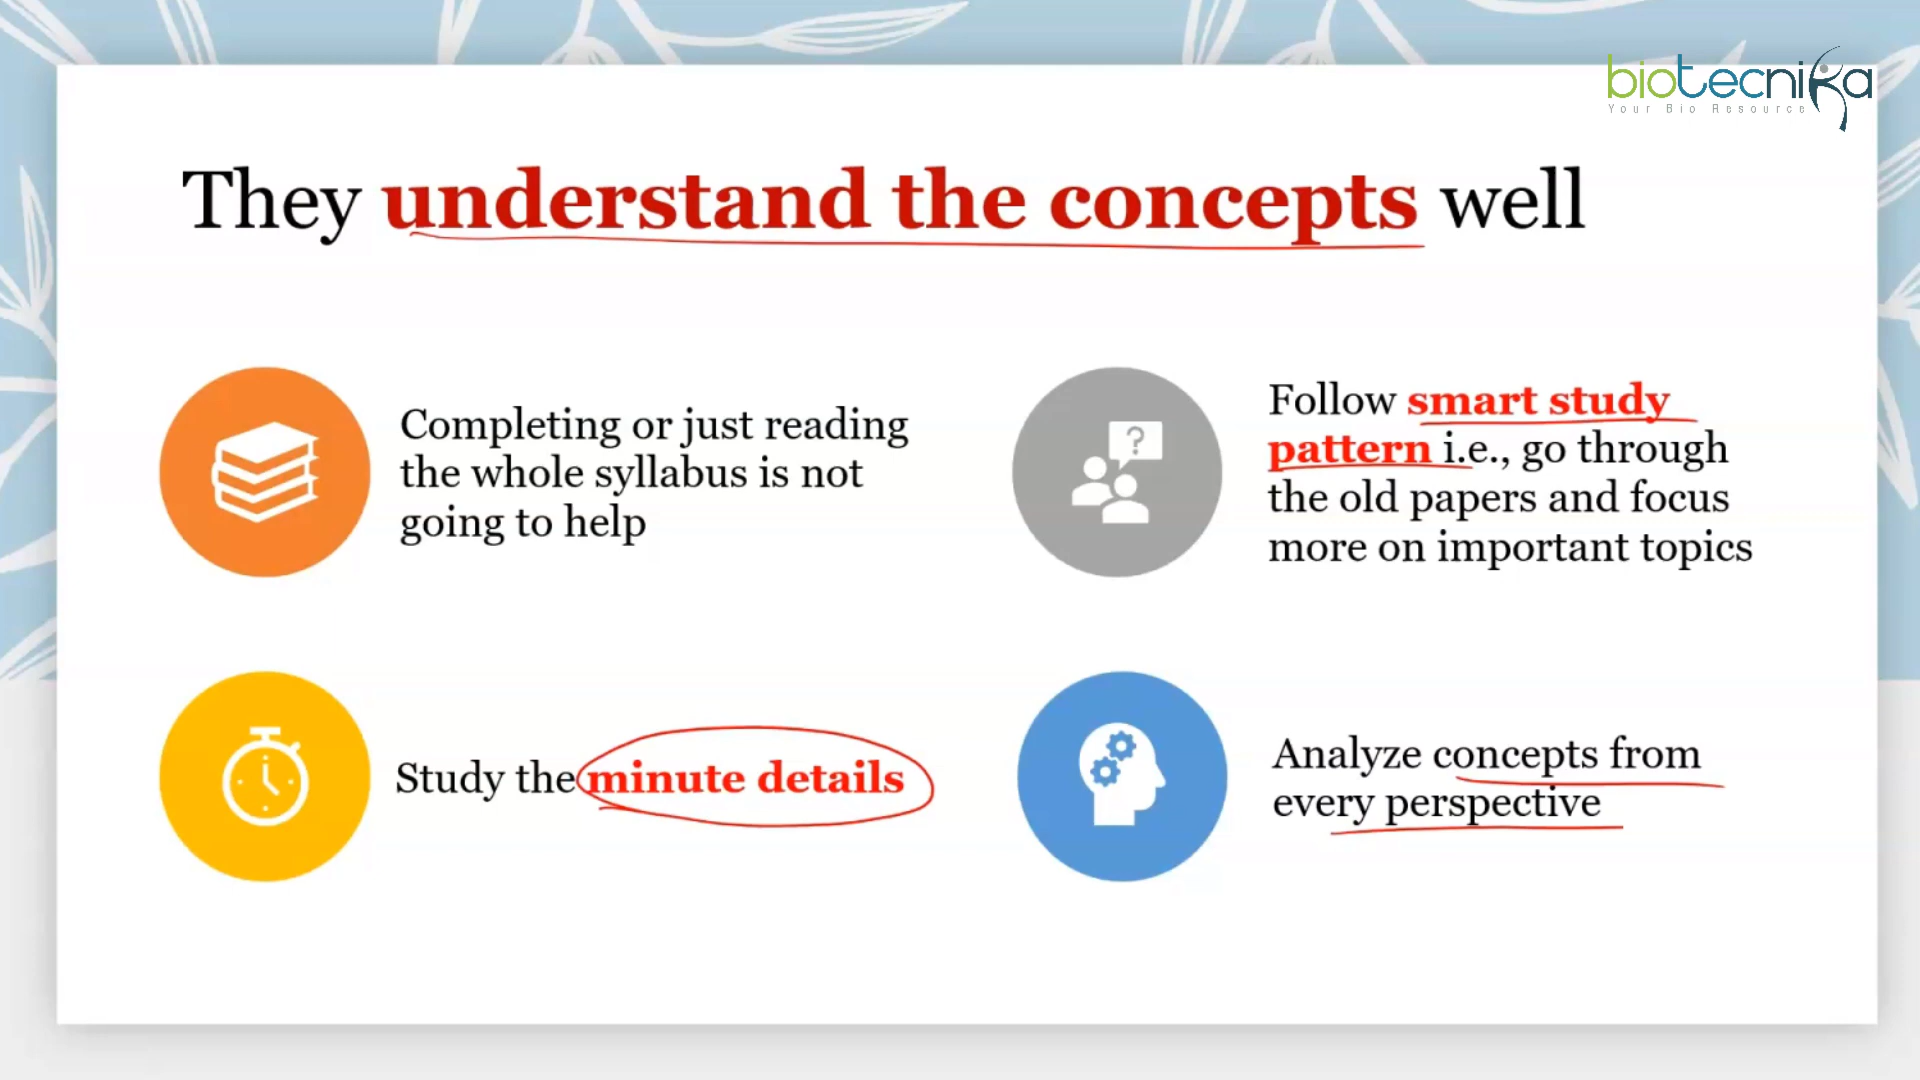 biotecnika
Your Bio Resource
They understand the concepts well
Completing or just reading
the whole syllabus is not
going to help
?
Follow smart study
pattern i.e., go through
the old papers and focus
more on important topics
Study the minute details
Analyze concepts from
every perspective